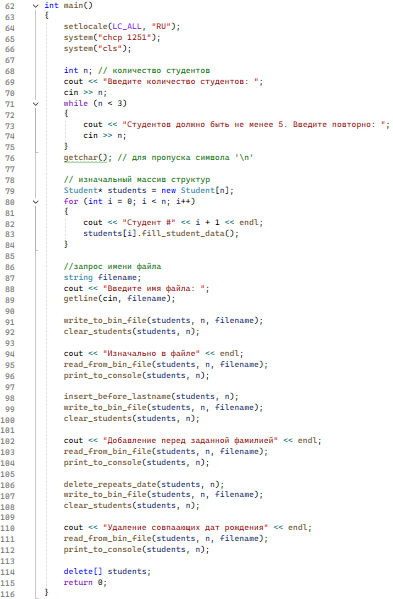 62 int main()
63 {
64 setlocale(LC_ALL, "RU");
65 system("chcp 1251");
66 system("cls");
67
68 int n; // количество студентов
69 cout << "Введите количество студентов: ";
70 cin >> n;
71 while (n < 3)
72 {
73 cout << "Студентов должно быть не менее 5. Введите повторно: ";
74 cin >> n;
75 }
76 getchar(); // для пропуска символа '\n'
77
78 // изначальный массив структур
79 Student* students = new Student[n];
80 for (int i = 0; i < n; i++)
81 {
82 cout << "Студент #" << i + 1 << endl;
83 students[i].fill_student_data();
84 }
85
86 //запрос имени файла
87 string filename;
88 cout << "Введите имя файла: ";
89 getline(cin, filename);
90
91 write_to_bin_file(students, n, filename);
92 clear_students(students, n);
93
94 cout << "Изначально в файле" << endl;
95 read_from_bin_file(students, n, filename);
96 print_to_console(students, n);
97
98 insert_before_lastname(students, n);
99 write_to_bin_file(students, n, filename);
100 clear_students(students, n);
101
102 cout << "Добавление перед заданной фамилией" << endl;
103 read_from_bin_file(students, n, filename);
104 print_to_console(students, n);
105
106 delete_repeats_date(students, n);
107 write_to_bin_file(students, n, filename);
108 clear_students(students, n);
109
110 cout << "Удаление совпаающих дат рождения" << endl;
111 read_from_bin_file(students, n, filename);
112 print_to_console(students, n);
113
114 delete[] students;
115 return 0;
116 }